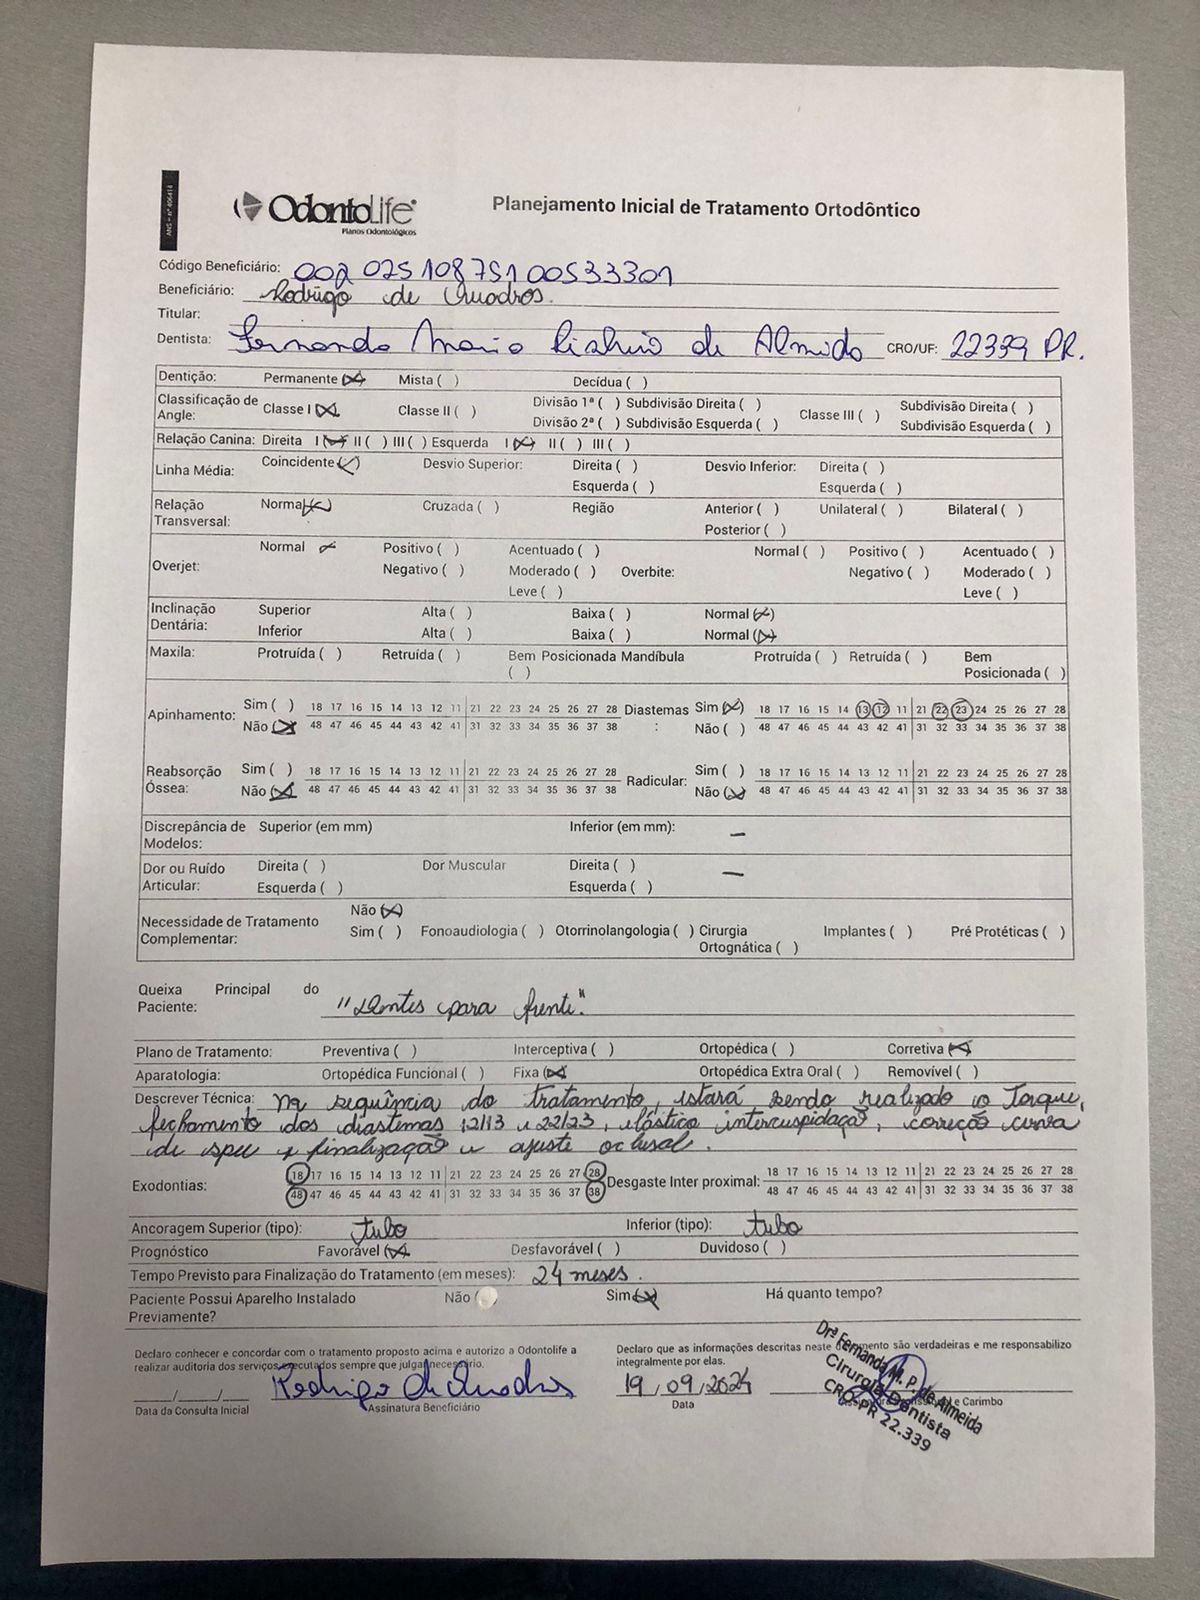 ANS - nº 406414
OdontoLife
Planos Odontológicos
Planejamento Inicial de Tratamento Ortodôntico
Código Beneficiário: 002 025 108 751 00533301
Beneficiário: Rodrigo de Quadros.
Titular:
Dentista: Fernanda Maria de Almeida CRO/UF: 22339 PR.
Dentição: Permanente (X) Mista ( ) Decídua ( )
Classificação de Angle: Classe I (X) Classe II ( ) Divisão 1ª ( ) Subdivisão Direita ( ) Classe III ( ) Subdivisão Direita ( )
Divisão 2ª ( ) Subdivisão Esquerda ( ) Subdivisão Esquerda ( )
Relação Canina: Direita I (X) II ( ) III ( ) Esquerda I (X) II ( ) III ( )
Linha Média: Coincidente (X) Desvio Superior: Direita ( ) Desvio Inferior: Direita ( )
Esquerda ( ) Esquerda ( )
Relação Transversal: Normal (X) Cruzada ( ) Região Anterior ( ) Unilateral ( ) Bilateral ( )
Posterior ( )
Overjet: Normal X Positivo ( ) Acentuado ( ) Overbite: Normal ( ) Positivo ( ) Acentuado ( )
Negativo ( ) Moderado ( ) Negativo ( ) Moderado ( )
Leve ( ) Leve ( )
Inclinação Dentária: Superior Alta ( ) Baixa ( ) Normal (X)
Inferior Alta ( ) Baixa ( ) Normal (X)
Maxila: Protruída ( ) Retruída ( ) Bem Posicionada ( ) Mandíbula Protruída ( ) Retruída ( ) Bem Posicionada ( )
Apinhamento: Sim ( ) 18 17 16 15 14 13 12 11 21 22 23 24 25 26 27 28 Diastemas: Sim (X) 18 17 16 15 14 13 12 11 21 22 23 24 25 26 27 28
Não (X) 48 47 46 45 44 43 42 41 31 32 33 34 35 36 37 38 Não ( ) 48 47 46 45 44 43 42 41 31 32 33 34 35 36 37 38
Reabsorção Óssea: Sim ( ) 18 17 16 15 14 13 12 11 21 22 23 24 25 26 27 28 Radicular: Sim ( ) 18 17 16 15 14 13 12 11 21 22 23 24 25 26 27 28
Não (X) 48 47 46 45 44 43 42 41 31 32 33 34 35 36 37 38 Não (X) 48 47 46 45 44 43 42 41 31 32 33 34 35 36 37 38
Discrepância de Modelos: Superior (em mm) Inferior (em mm): –
Dor ou Ruído Articular: Direita ( ) Dor Muscular Direita ( ) –
Esquerda ( ) Esquerda ( )
Necessidade de Tratamento Complementar: Não (X)
Sim ( ) Fonoaudiologia ( ) Otorrinolangologia ( ) Cirurgia Ortognática ( ) Implantes ( ) Pré Protéticas ( )
Queixa Principal do Paciente: "Dentes para frente."
Plano de Tratamento: Preventiva ( ) Interceptiva ( ) Ortopédica ( ) Corretiva (X)
Aparatologia: Ortopédica Funcional ( ) Fixa (X) Ortopédica Extra Oral ( ) Removível ( )
Descrever Técnica: Na sequência do tratamento, estará sendo realizado o Torque,
fechamento dos diastemas 12/13 e 22/23, elástico intercuspidação, correção curva
de spee e finalização e ajuste oclusal.
Exodontias: 18 17 16 15 14 13 12 11 21 22 23 24 25 26 27 28 Desgaste Inter proximal: 18 17 16 15 14 13 12 11 21 22 23 24 25 26 27 28
48 47 46 45 44 43 42 41 31 32 33 34 35 36 37 38 48 47 46 45 44 43 42 41 31 32 33 34 35 36 37 38
Ancoragem Superior (tipo): tubo Inferior (tipo): tubo
Prognóstico Favorável (X) Desfavorável ( ) Duvidoso ( )
Tempo Previsto para Finalização do Tratamento (em meses): 24 meses.
Paciente Possui Aparelho Instalado Previamente? Não ( ) Sim (X) Há quanto tempo?
Declaro conhecer e concordar com o tratamento proposto acima e autorizo a Odontolife a realizar auditoria dos serviços executados sempre que julgar necessário.
Declaro que as informações descritas neste documento são verdadeiras e me responsabilizo integralmente por elas.
__/__/__ Rodrigo de Quadros 19/09/2024
Data da Consulta Inicial Assinatura Beneficiário Data e Carimbo
Drª Fernanda M. P. de Almeida
Cirurgiã Dentista
CRO-PR 22.339